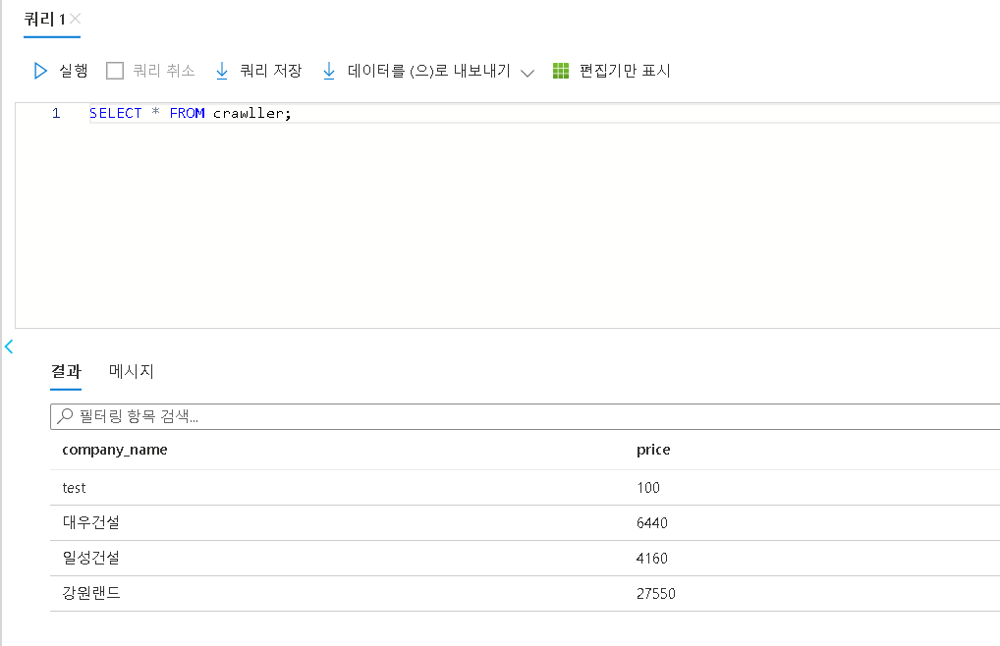 쿼리 1
실행 쿼리 취소 쿼리 저장 데이터를 (으)로 내보내기 편집기만 표시
1 SELECT * FROM crawller;
결과 메시지
필터링 항목 검색...
company_name price
test 100
대우건설 6440
일성건설 4160
강원랜드 27550